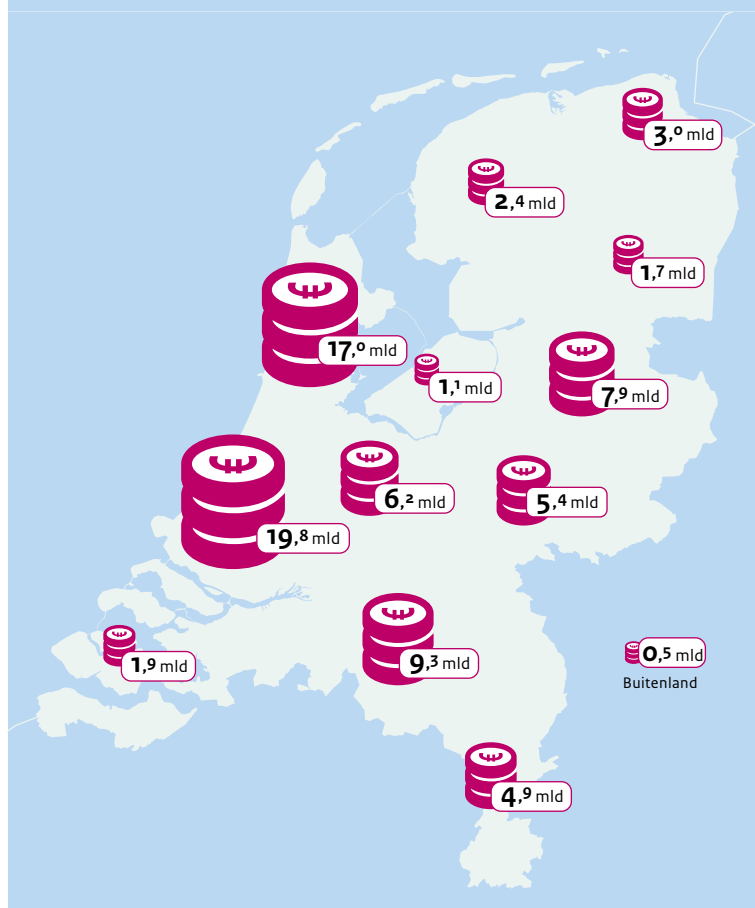 3,0 mld
2,4 mld
1,7 mld
17,0 mld
1,1 mld
7,9 mld
6,2 mld
5,4 mld
19,8 mld
9,3 mld
0,5 mld
1,9 mld
Buitenland
4,9 mld